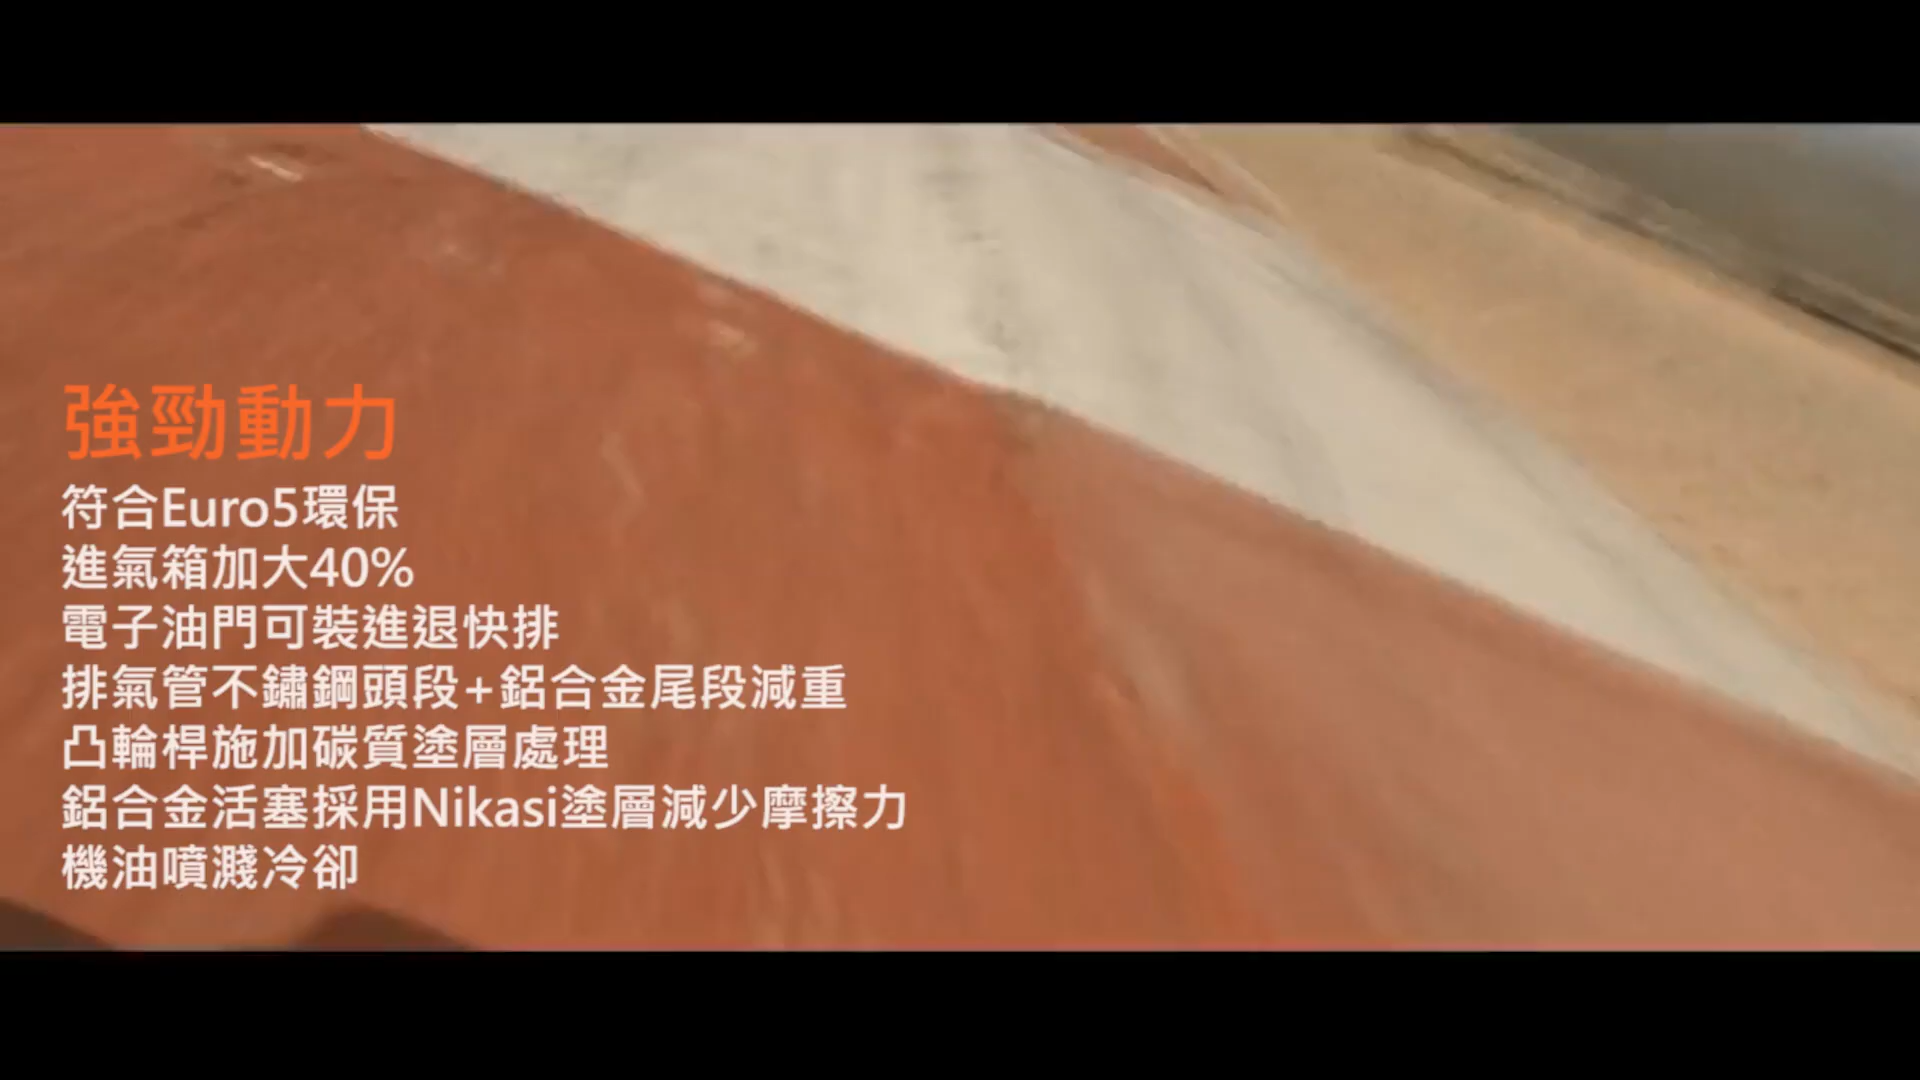 強勁動力
符合Euro5環保
進氣箱加大40%
電子油門可裝進退快排
排氣管不鏽鋼頭段+鋁合金尾段減重
凸輪桿施加碳質塗層處理
鋁合金活塞採用Nikasi塗層減少摩擦力
機油噴濺冷卻